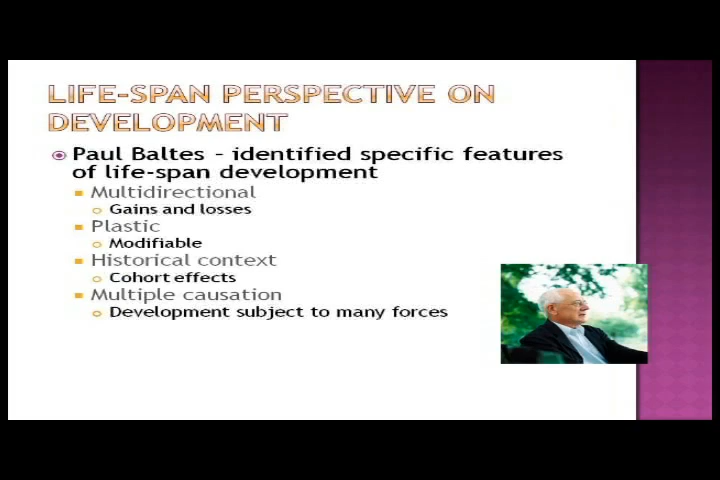 LIFE-SPAN PERSPECTIVE ON
DEVELOPMENT
Paul Baltes - identified specific features
of life-span development
Multidirectional
Gains and losses
Plastic
Modifiable
Historical context
Cohort effects
Multiple causation
Development subject to many forces